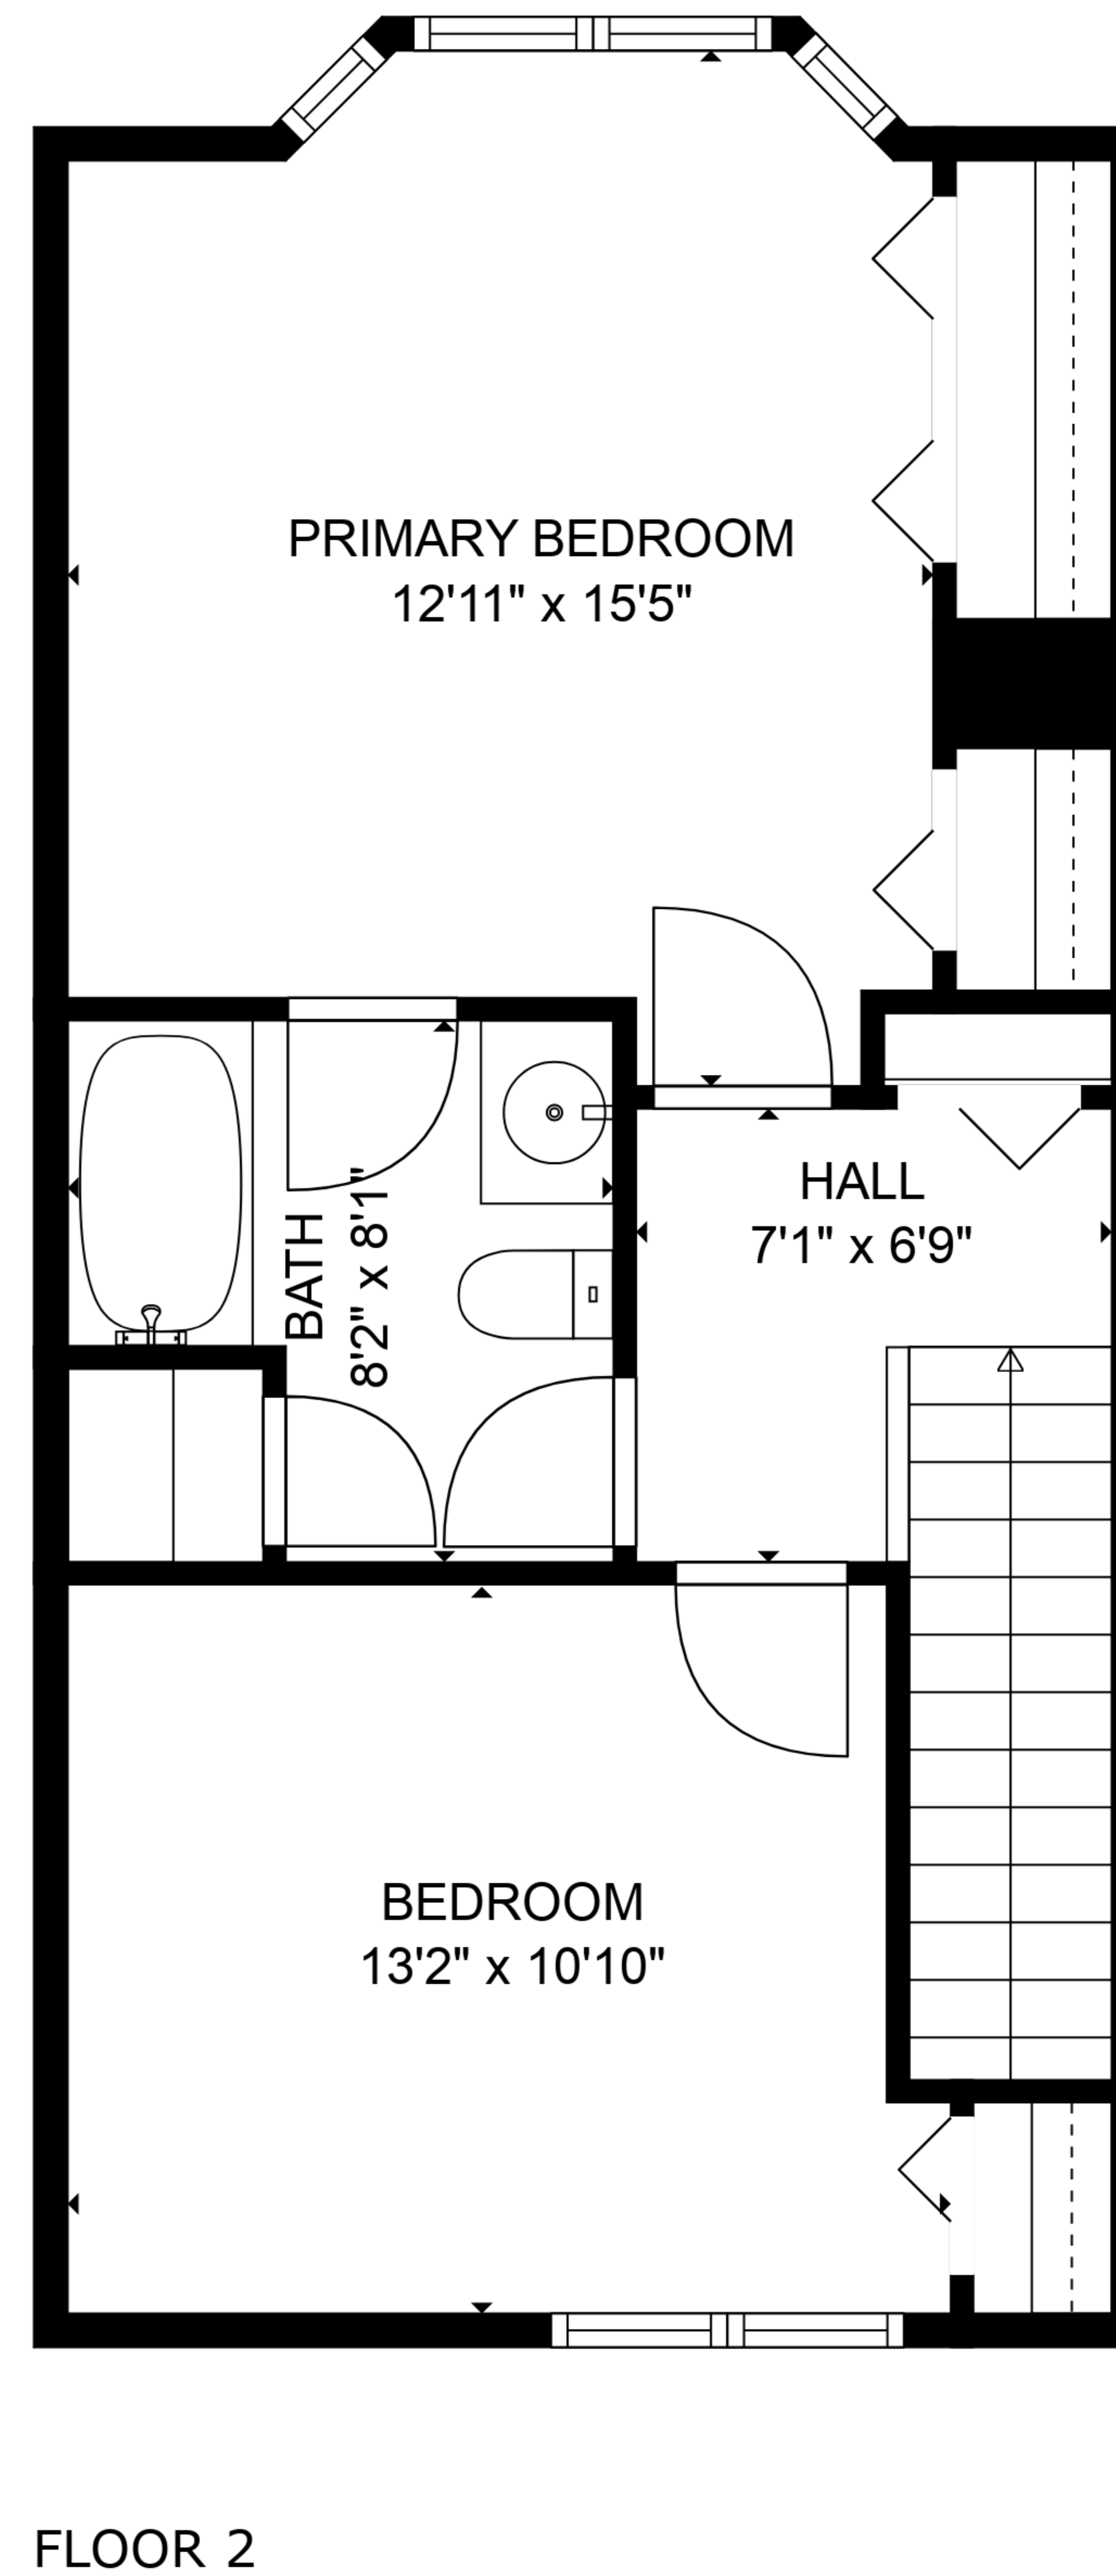 PRIMARY BEDROOM
12'11" x 15'5"
HALL
7'1" x 6'9"
BATH
8'2" x 8'1"
BEDROOM
13'2" x 10'10"
FLOOR 2